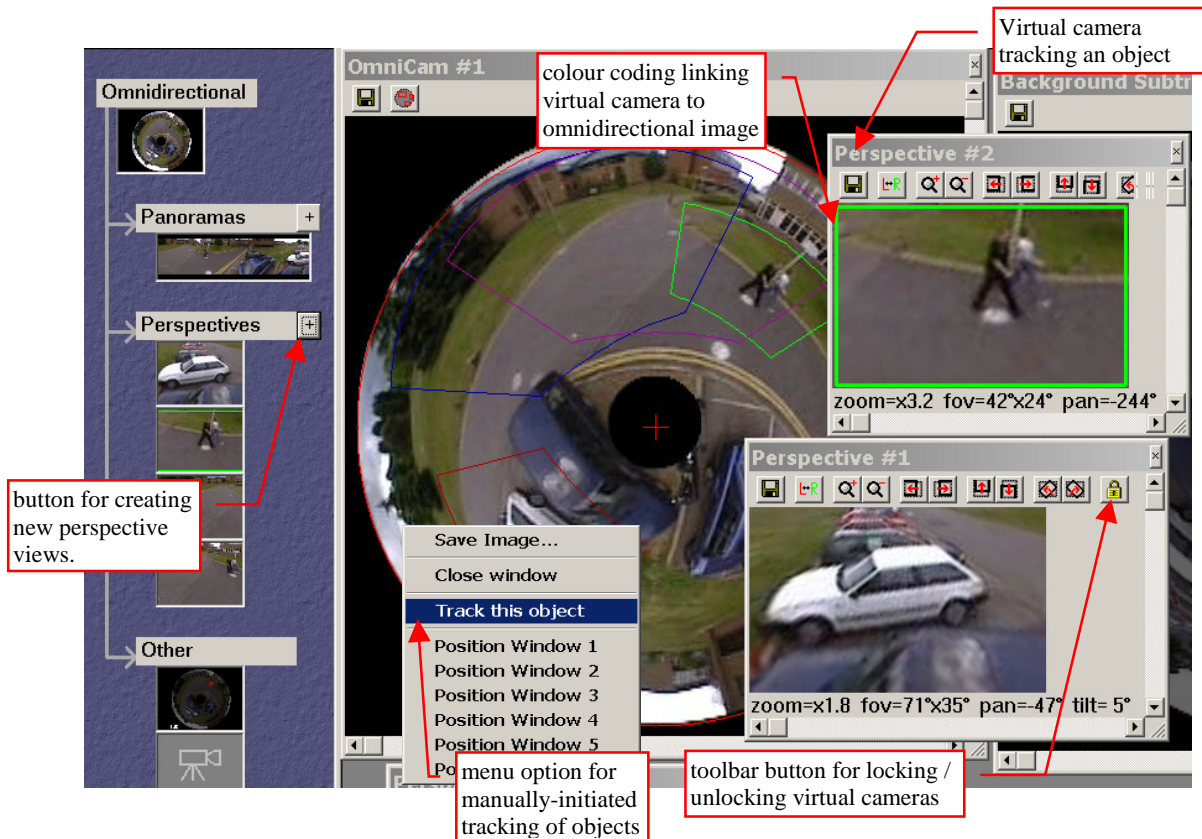 Virtual camera
tracking an object
OmniCam #1
colour coding linking
virtual camera to
omnidirectional image
Background Subtr
Omnidirectional
Perspective #2
L↔R
Panoramas
+
zoom=x3.2 fov=42°x24° pan=-244°
Perspectives
+
Perspective #1
L↔R
button for creating
new perspective
views.
Save Image...
Close window
Track this object
Position Window 1
Position Window 2
Position Window 3
Position Window 4
Position Window 5
Po
zoom=x1.8 fov=71°x35° pan=-47° tilt= 5°
Other
menu option for
manually-initiated
tracking of objects
toolbar button for locking /
unlocking virtual cameras